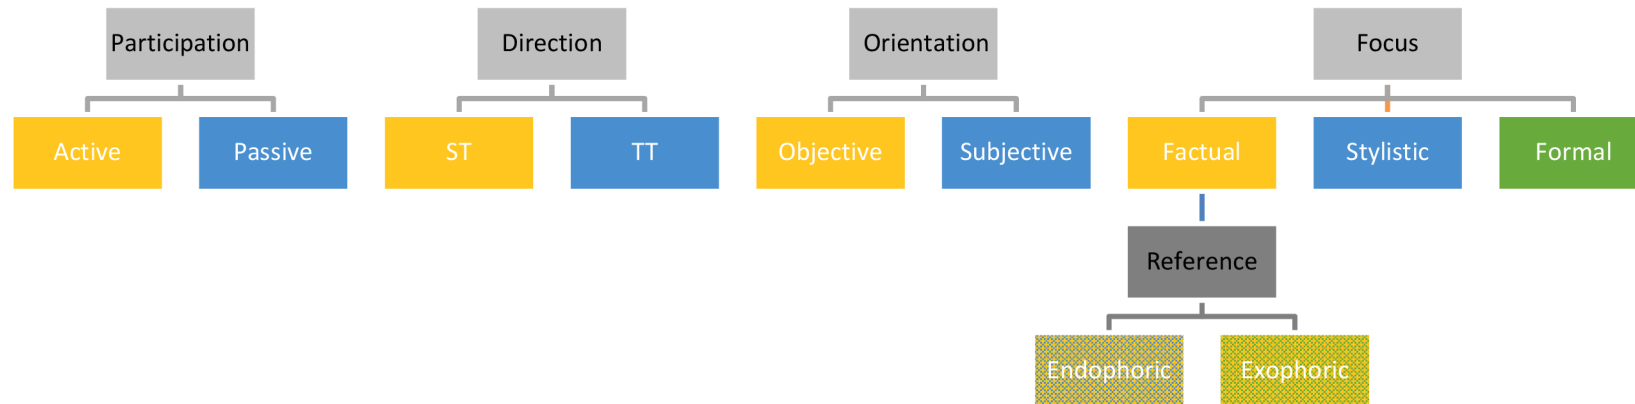 Participation
Direction
Orientation
Focus
Active
Passive
ST
TT
Objective
Subjective
Factual
Stylistic
Formal
Reference
Endophoric
Exophoric